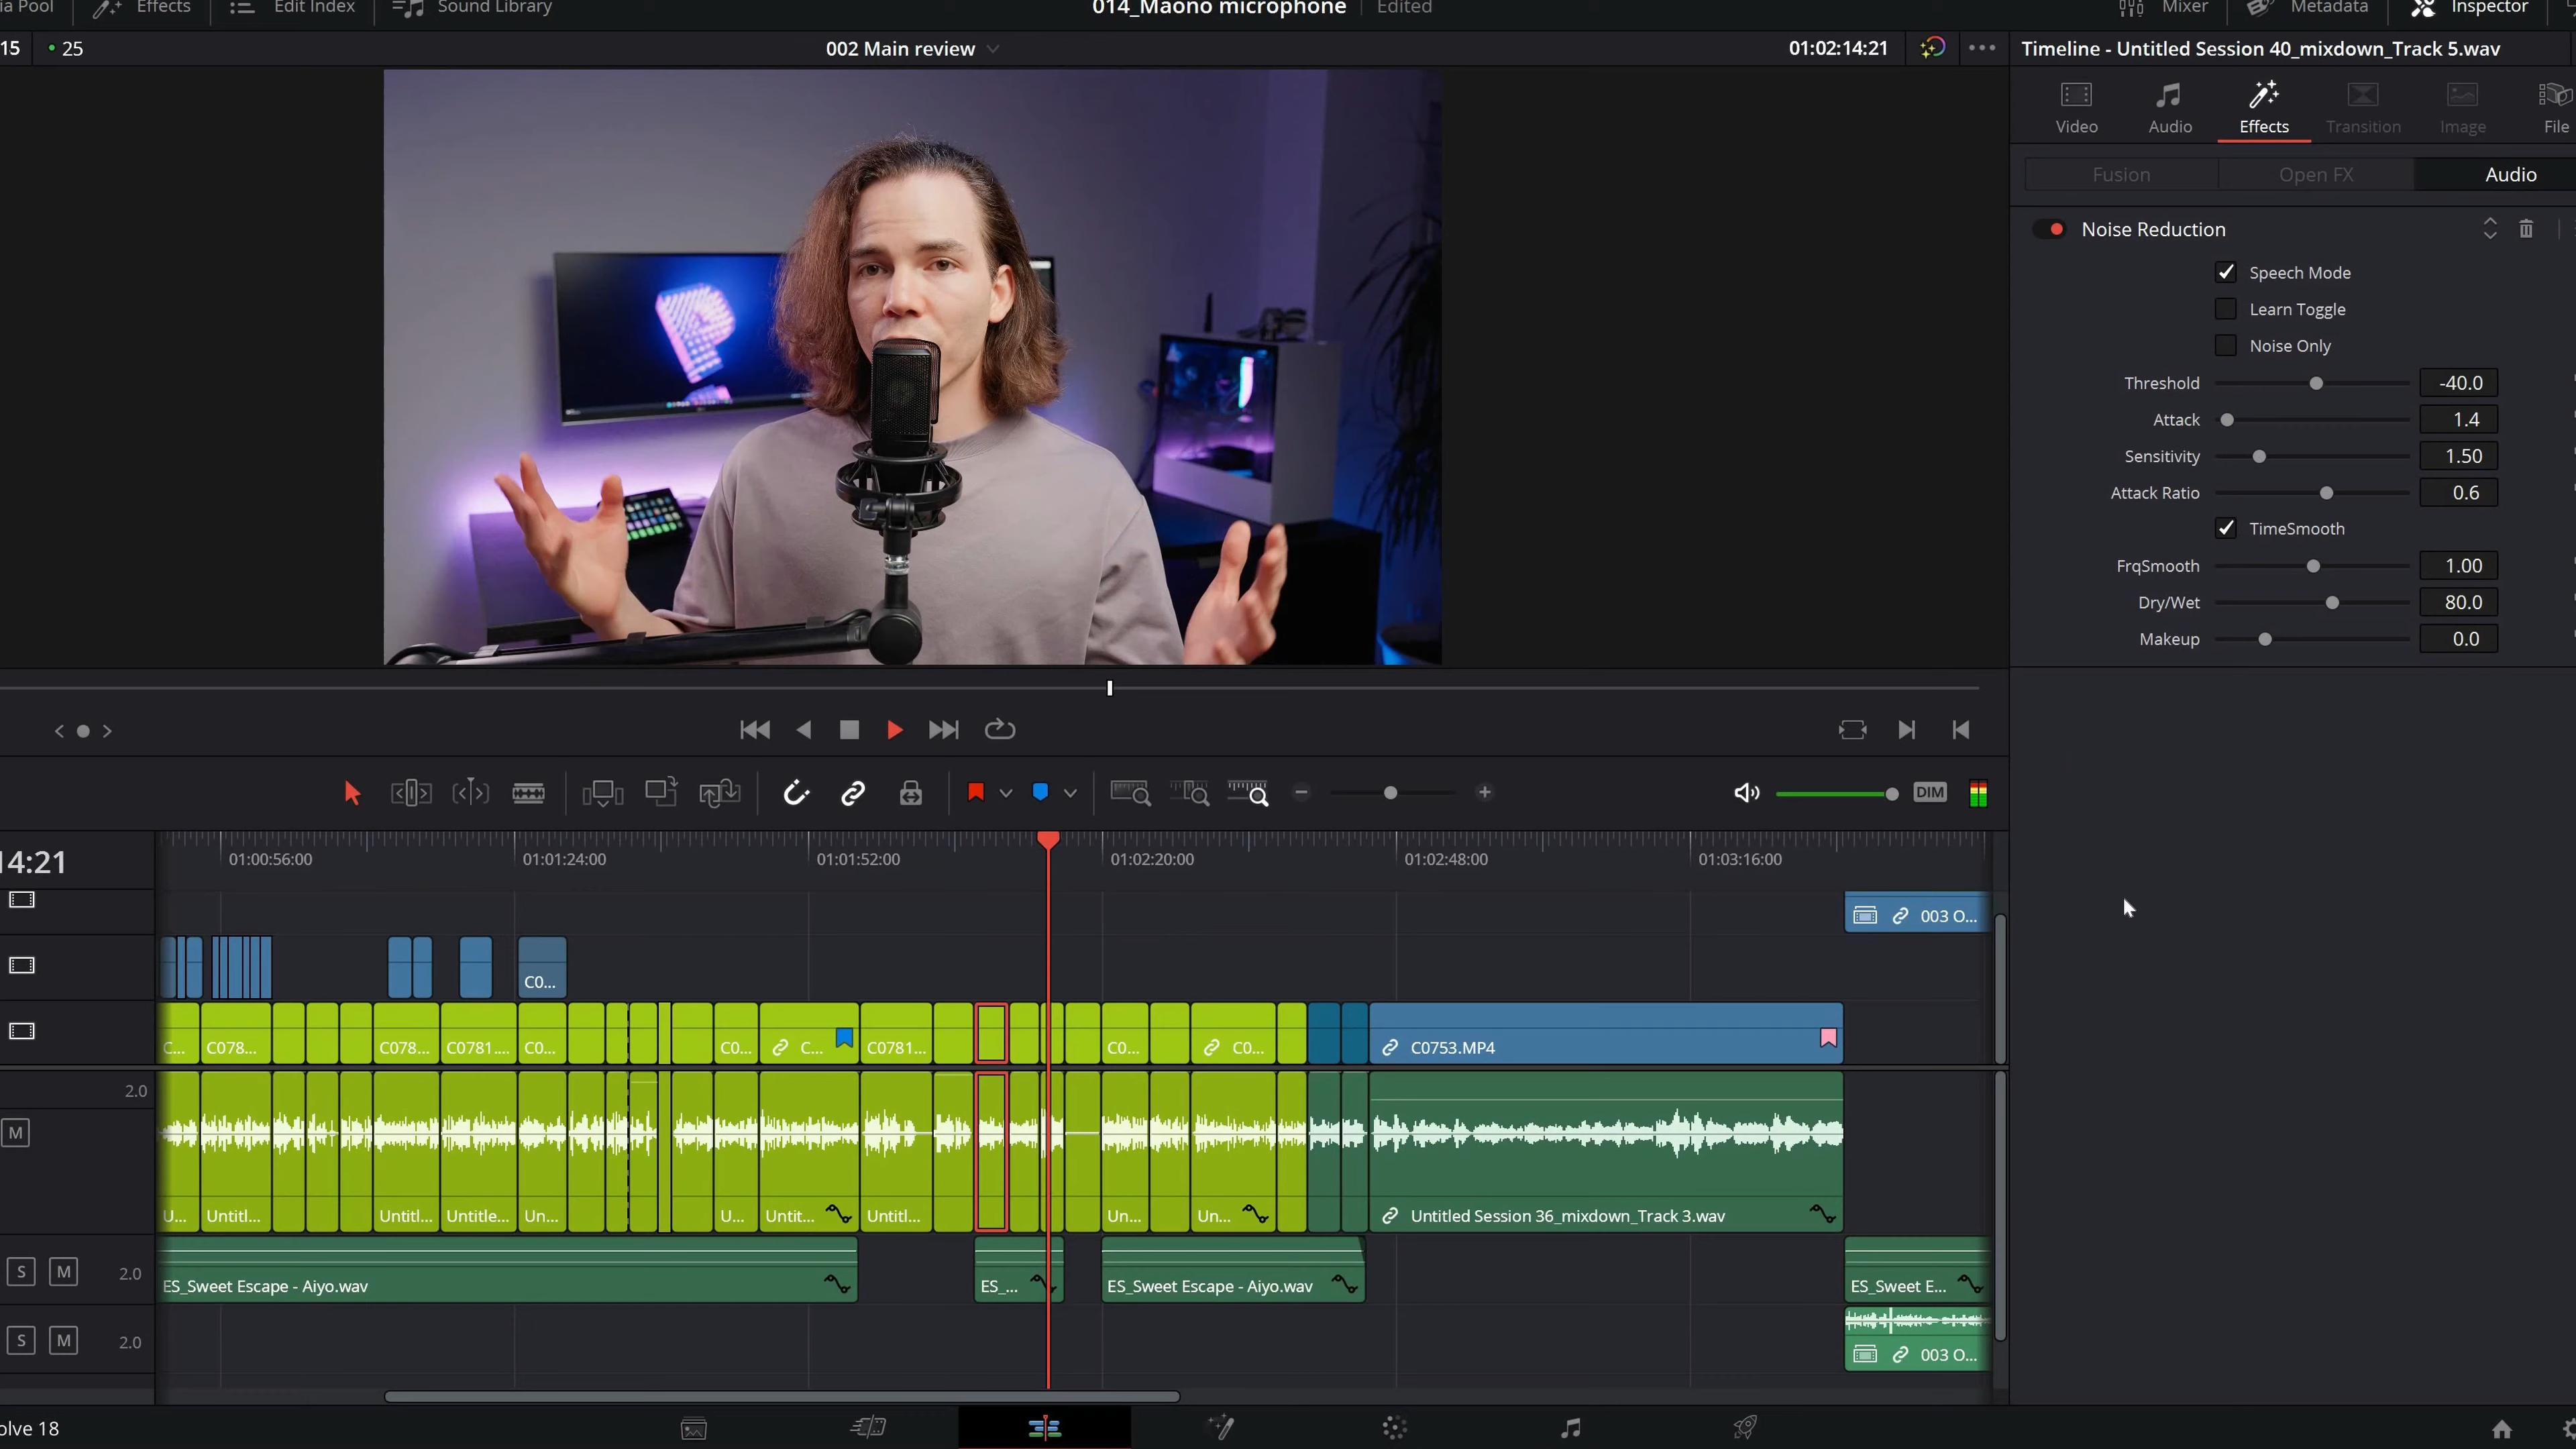 ia Pool Effects Edit Index Sound Library 014_Maono microphone Edited Mixer Metadata Inspector
15 25 002 Main review 01:02:14:21 Timeline - Untitled Session 40_mixdown_Track 5.wav
Video Audio Effects Transition Image File
Fusion Open FX Audio
Noise Reduction
Speech Mode
Learn Toggle
Noise Only
Threshold -40.0
Attack 1.4
Sensitivity 1.50
Attack Ratio 0.6
TimeSmooth
FrqSmooth 1.00
Dry/Wet 80.0
Makeup 0.0
DIM
14:21 01:00:56:00 01:01:24:00 01:01:52:00 01:02:20:00 01:02:48:00 01:03:16:00
003 O...
C0...
C... C078... C078... C0781.... C0... C0... C... C0781... C0... C0... C0753.MP4
2.0
M
U... Untitl... Untitl... Untitle... Un... U... Untit... Untitl... Un... Un... Untitled Session 36_mixdown_Track 3.wav
S M 2.0 ES_Sweet Escape - Aiyo.wav ES_... ES_Sweet Escape - Aiyo.wav ES_Sweet E...
S M 2.0 003 O...
olve 18